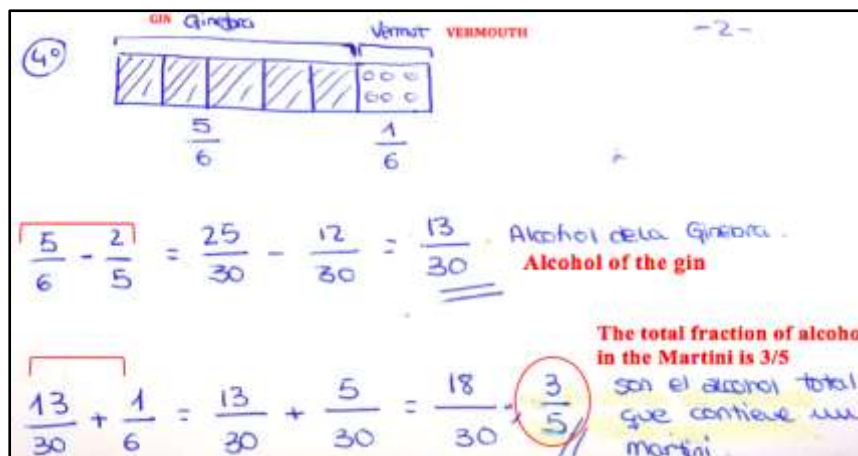 GIN Ginebra Vermut VERMOUTH -2-
4º
5/6 1/6
5/6 - 2/5 = 25/30 - 12/30 = 13/30 Alcohol de la Ginebra.
Alcohol of the gin
The total fraction of alcoho
in the Martini is 3/5
13/30 + 1/6 = 13/30 + 5/30 = 18/30 = 3/5 son el alcohol total
que contiene un
martini.